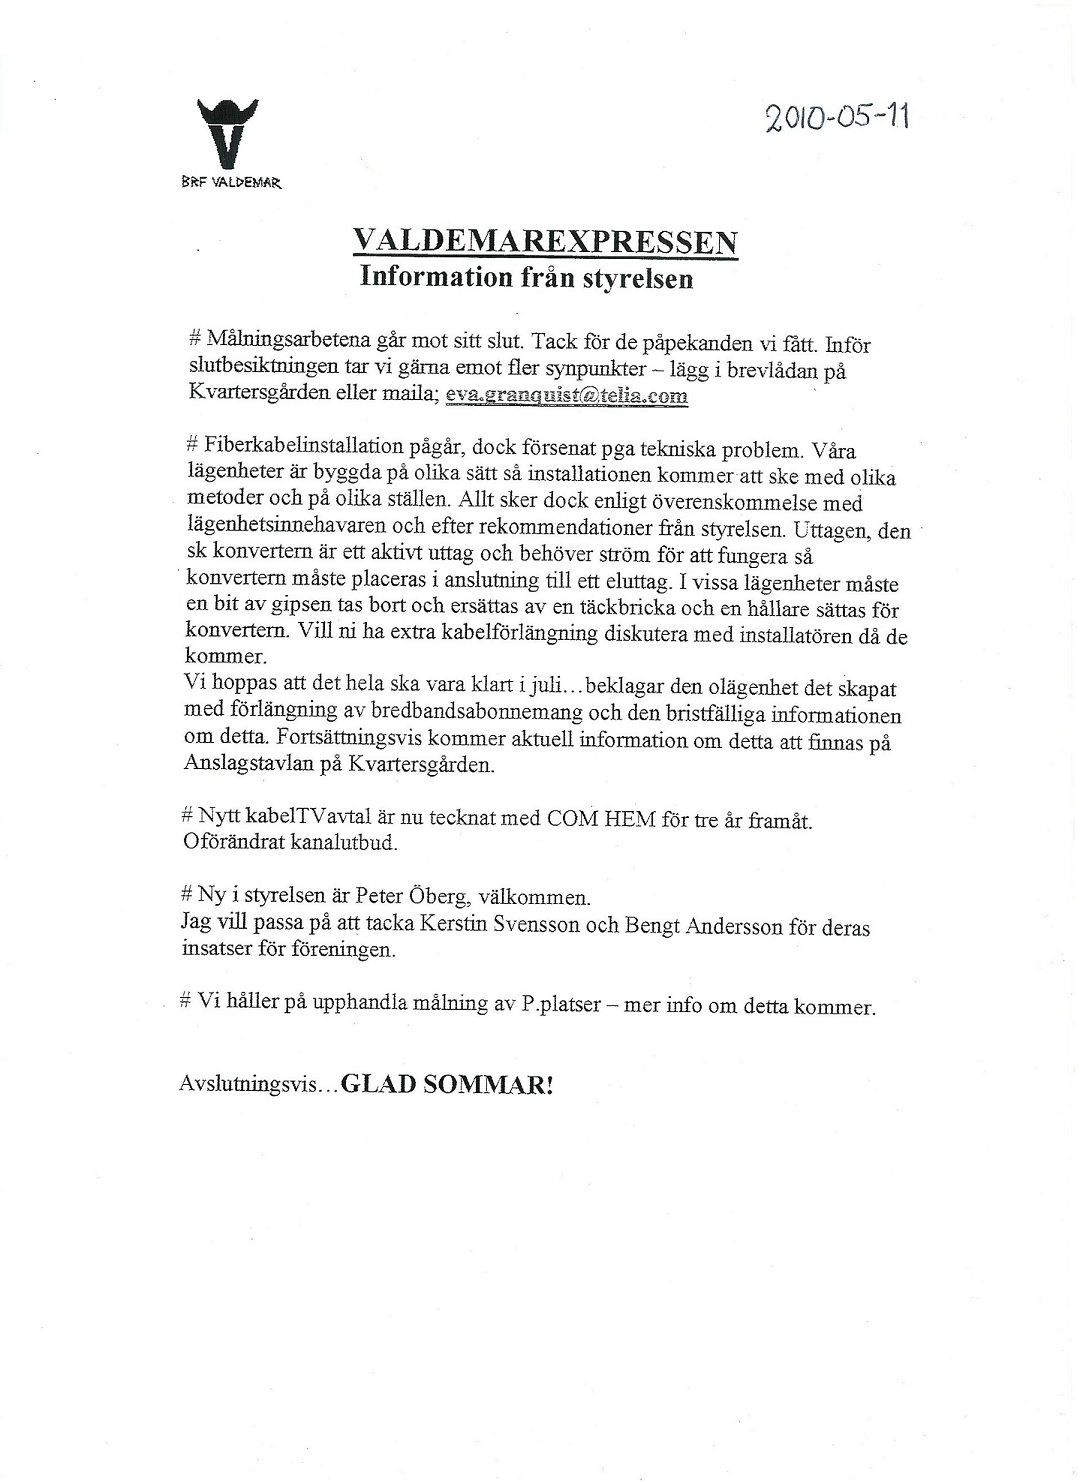 2010-05-11
V
BRF VALDEMAR
VALDEMAREXPRESSEN
Information från styrelsen
# Målningsarbetena går mot sitt slut. Tack för de påpekanden vi fått. Inför
slutbesiktningen tar vi gärna emot fler synpunkter – lägg i brevlådan på
Kvartersgården eller maila; eva.granquist@telia.com
# Fiberkabelinstallation pågår, dock försenat pga tekniska problem. Våra
lägenheter är byggda på olika sätt så installationen kommer att ske med olika
metoder och på olika ställen. Allt sker dock enligt överenskommelse med
lägenhetsinnehavaren och efter rekommendationer från styrelsen. Uttagen, den
sk konvertern är ett aktivt uttag och behöver ström för att fungera så
konvertern måste placeras i anslutning till ett eluttag. I vissa lägenheter måste
en bit av gipsen tas bort och ersättas av en täckbricka och en hållare sättas för
konvertern. Vill ni ha extra kabelförlängning diskutera med installatören då de
kommer.
Vi hoppas att det hela ska vara klart i juli…beklagar den olägenhet det skapat
med förlängning av bredbandsabonnemang och den bristfälliga informationen
om detta. Fortsättningsvis kommer aktuell information om detta att finnas på
Anslagstavlan på Kvartersgården.
# Nytt kabelTVavtal är nu tecknat med COM HEM för tre år framåt.
Oförändrat kanalutbud.
# Ny i styrelsen är Peter Öberg, välkommen.
Jag vill passa på att tacka Kerstin Svensson och Bengt Andersson för deras
insatser för föreningen.
# Vi håller på upphandla målning av P.platser – mer info om detta kommer.
Avslutningsvis…GLAD SOMMAR!